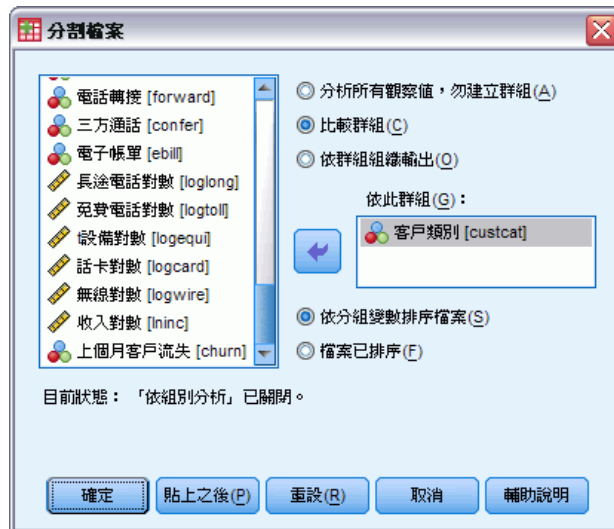 分割檔案
電話轉接 [forward]
三方通話 [confer]
電子帳單 [ebill]
長途電話對數 [loglong]
免費電話對數 [logtoll]
設備對數 [logequi]
話卡對數 [logcard]
無線對數 [logwire]
收入對數 [lninc]
上個月客戶流失 [churn]
分析所有觀察值，勿建立群組(A)
比較群組(C)
依群組組織輸出(O)
依此群組(G)：
客戶類別 [custcat]
依分組變數排序檔案(S)
檔案已排序(F)
目前狀態：「依組別分析」已關閉。
確定
貼上之後(P)
重設(R)
取消
輔助說明